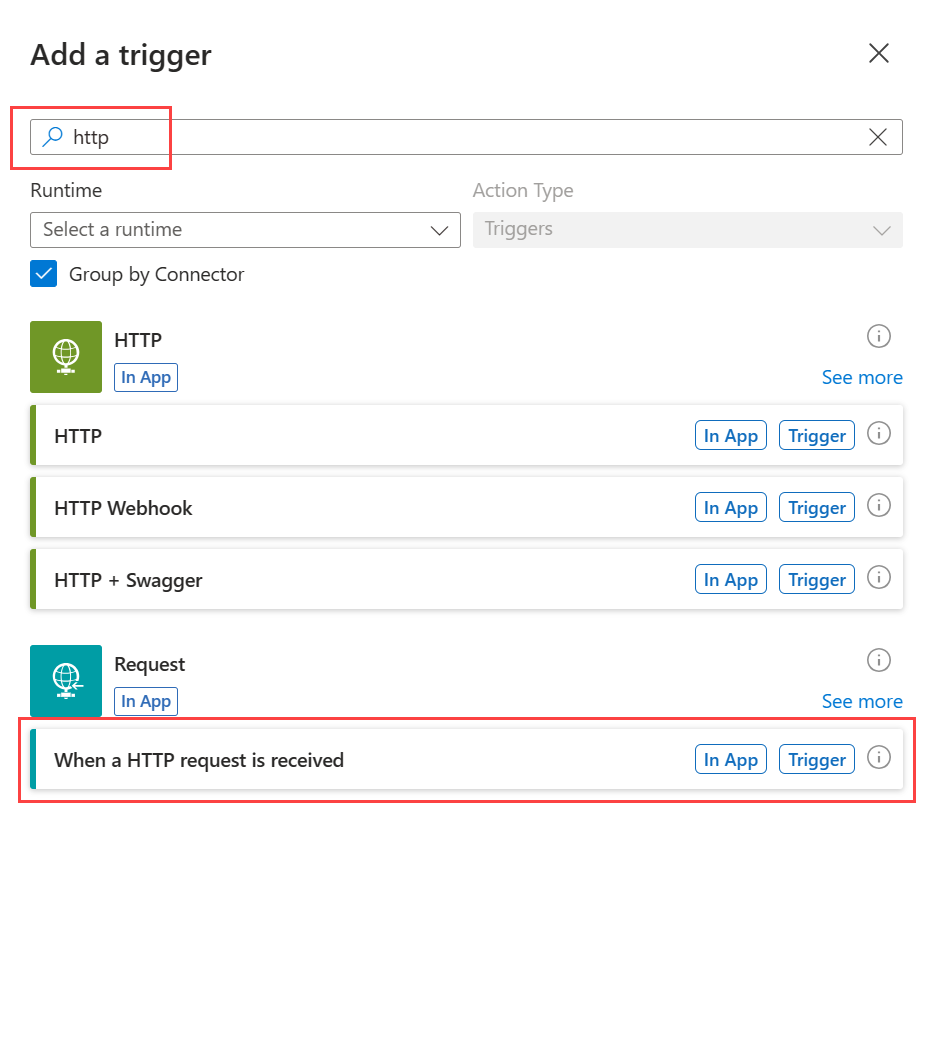 Add a trigger
http
Runtime
Action Type
Select a runtime
Triggers
Group by Connector
HTTP
In App
See more
HTTP
In App
Trigger
HTTP Webhook
In App
Trigger
HTTP + Swagger
In App
Trigger
Request
In App
See more
When a HTTP request is received
In App
Trigger